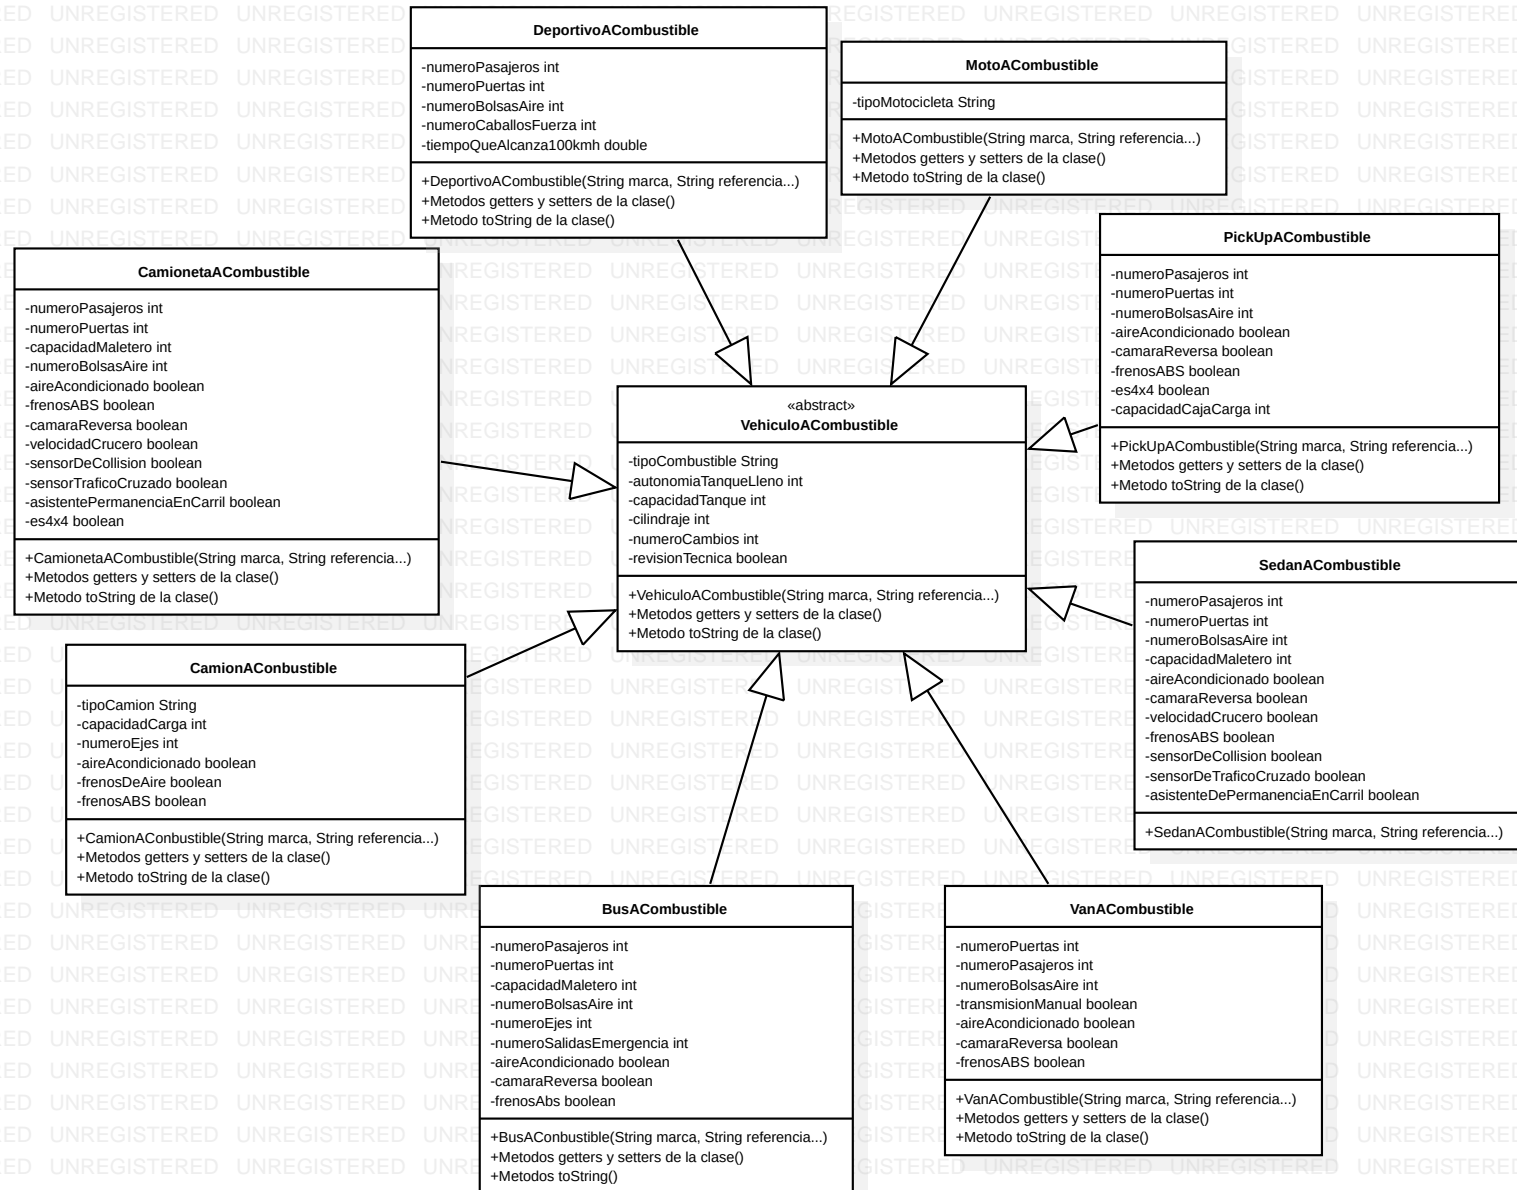 DeportivoACombustible
-numeroPasajeros int
-numeroPuertas int
-numeroBolsasAire int
-numeroCaballosFuerza int
-tiempoQueAlcanza100kmh double
+DeportivoACombustible(String marca, String referencia...)
+Metodos getters y setters de la clase()
+Metodo toString de la clase()
MotoACombustible
-tipoMotocicleta String
+MotoACombustible(String marca, String referencia...)
+Metodos getters y setters de la clase()
+Metodo toString de la clase()
PickUpACombustible
-numeroPasajeros int
-numeroPuertas int
-numeroBolsasAire int
-aireAcondicionado boolean
-camaraReversa boolean
-frenosABS boolean
-es4x4 boolean
-capacidadCajaCarga int
+PickUpACombustible(String marca, String referencia...)
+Metodos getters y setters de la clase()
+Metodo toString de la clase()
CamionetaACombustible
-numeroPasajeros int
-numeroPuertas int
-capacidadMaletero int
-numeroBolsasAire int
-aireAcondicionado boolean
-frenosABS boolean
-camaraReversa boolean
-velocidadCrucero boolean
-sensorDeCollision boolean
-sensorTraficoCruzado boolean
-asistentePermanenciaEnCarril boolean
-es4x4 boolean
+CamionetaACombustible(String marca, String referencia...)
+Metodos getters y setters de la clase()
+Metodo toString de la clase()
«abstract»
VehiculoACombustible
-tipoCombustible String
-autonomiaTanqueLleno int
-capacidadTanque int
-cilindraje int
-numeroCambios int
-revisionTecnica boolean
+VehiculoACombustible(String marca, String referencia...)
+Metodos getters y setters de la clase()
+Metodo toString de la clase()
SedanACombustible
-numeroPasajeros int
-numeroPuertas int
-numeroBolsasAire int
-capacidadMaletero int
-aireAcondicionado boolean
-camaraReversa boolean
-velocidadCrucero boolean
-frenosABS boolean
-sensorDeCollision boolean
-sensorDeTraficoCruzado boolean
-asistenteDePermanenciaEnCarril boolean
+SedanACombustible(String marca, String referencia...)
CamionAConbustible
-tipoCamion String
-capacidadCarga int
-numeroEjes int
-aireAcondicionado boolean
-frenosDeAire boolean
-frenosABS boolean
+CamionAConbustible(String marca, String referencia...)
+Metodos getters y setters de la clase()
+Metodo toString de la clase()
BusACombustible
-numeroPasajeros int
-numeroPuertas int
-capacidadMaletero int
-numeroBolsasAire int
-numeroEjes int
-numeroSalidasEmergencia int
-aireAcondicionado boolean
-camaraReversa boolean
-frenosAbs boolean
+BusAConbustible(String marca, String referencia...)
+Metodos getters y setters de la clase()
+Metodos toString()
VanACombustible
-numeroPuertas int
-numeroPasajeros int
-numeroBolsasAire int
-transmisionManual boolean
-aireAcondicionado boolean
-camaraReversa boolean
-frenosABS boolean
+VanACombustible(String marca, String referencia...)
+Metodos getters y setters de la clase()
+Metodo toString de la clase()
UNREGISTERED